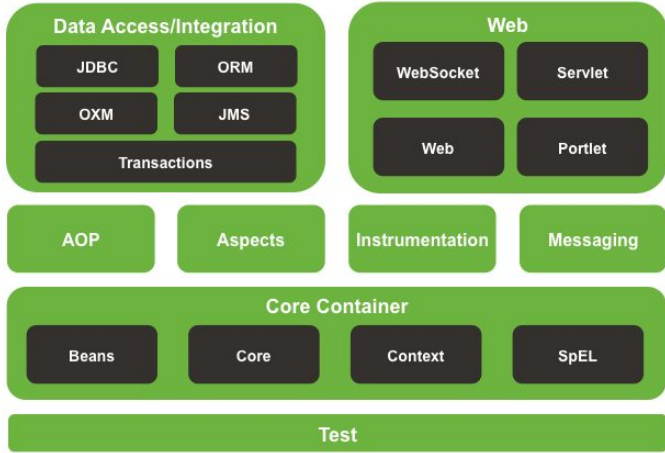 Data Access/Integration
JDBC ORM
OXM JMS
Transactions
Web
WebSocket Servlet
Web Portlet
AOP Aspects Instrumentation Messaging
Core Container
Beans Core Context SpEL
Test